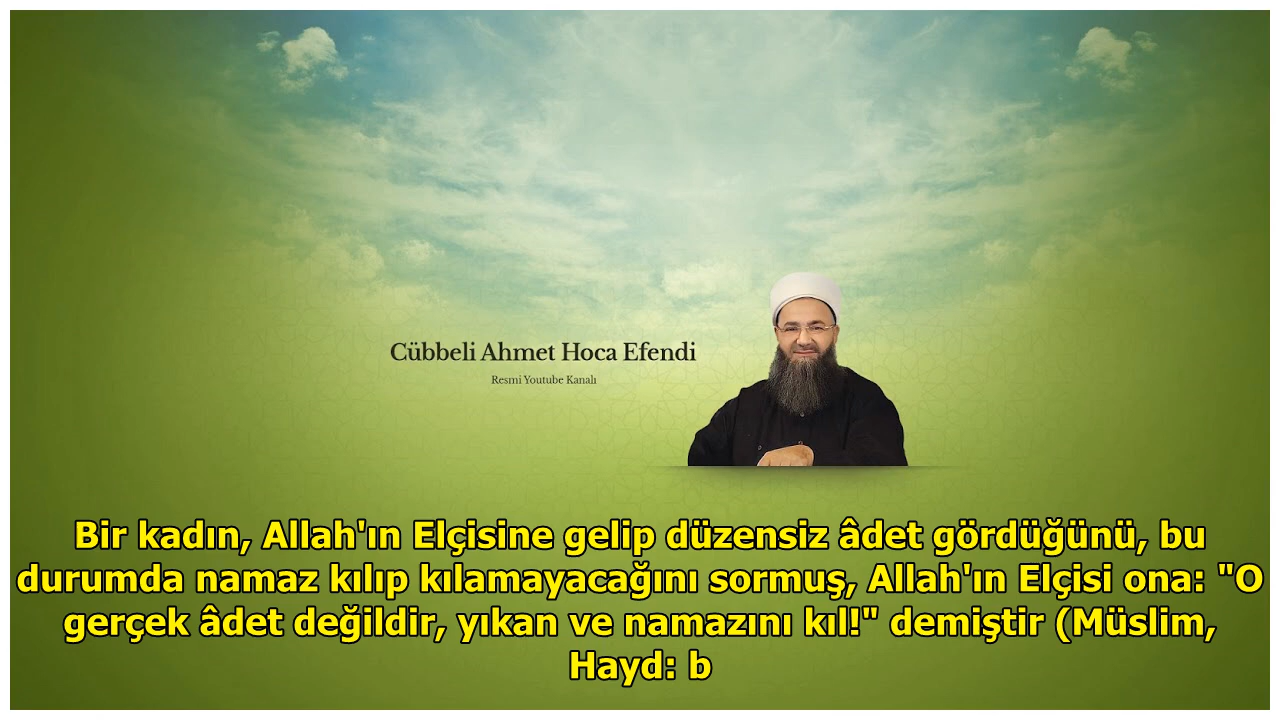 Cübbeli Ahmet Hoca Efendi
Resmi Youtube Kanalı
Bir kadın, Allah'ın Elçisine gelip düzensiz âdet gördüğünü, bu
durumda namaz kılıp kılamayacağını sormuş, Allah'ın Elçisi ona: "O
gerçek âdet değildir, yıkan ve namazını kıl!" demiştir (Müslim,
Hayd: b